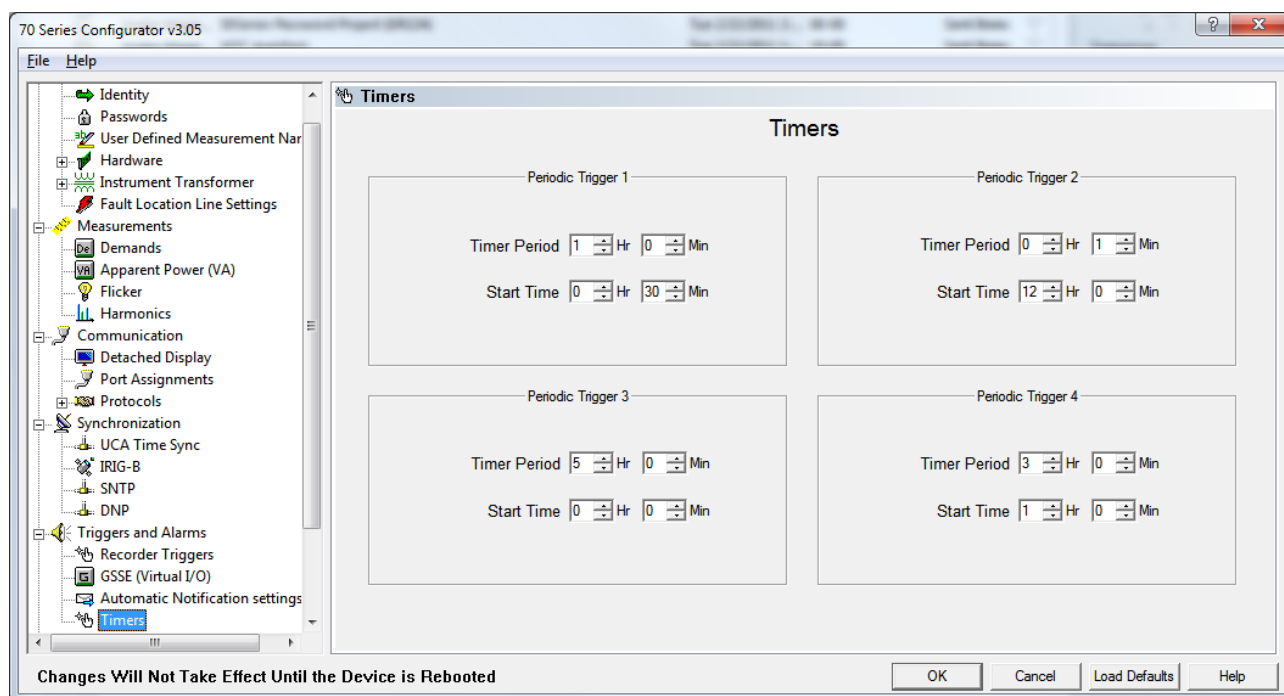 70 Series Configurator v3.05
File Help
Identity
Passwords
User Defined Measurement Nar
Hardware
Instrument Transformer
Fault Location Line Settings
Measurements
De Demands
VA Apparent Power (VA)
Flicker
Harmonics
Communication
Detached Display
Port Assignments
Protocols
Synchronization
UCA Time Sync
IRIG-B
SNTP
DNP
Triggers and Alarms
Recorder Triggers
G GSSE (Virtual I/O)
Automatic Notification settings
Timers
Timers
Timers
Periodic Trigger 1
Timer Period 1 Hr 0 Min
Start Time 0 Hr 30 Min
Periodic Trigger 2
Timer Period 0 Hr 1 Min
Start Time 12 Hr 0 Min
Periodic Trigger 3
Timer Period 5 Hr 0 Min
Start Time 0 Hr 0 Min
Periodic Trigger 4
Timer Period 3 Hr 0 Min
Start Time 1 Hr 0 Min
Changes Will Not Take Effect Until the Device is Rebooted
OK Cancel Load Defaults Help